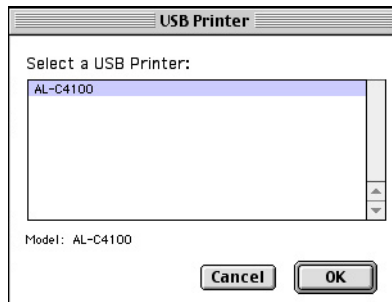 USB Printer
Select a USB Printer:
AL-C4100
Model: AL-C4100
Cancel OK